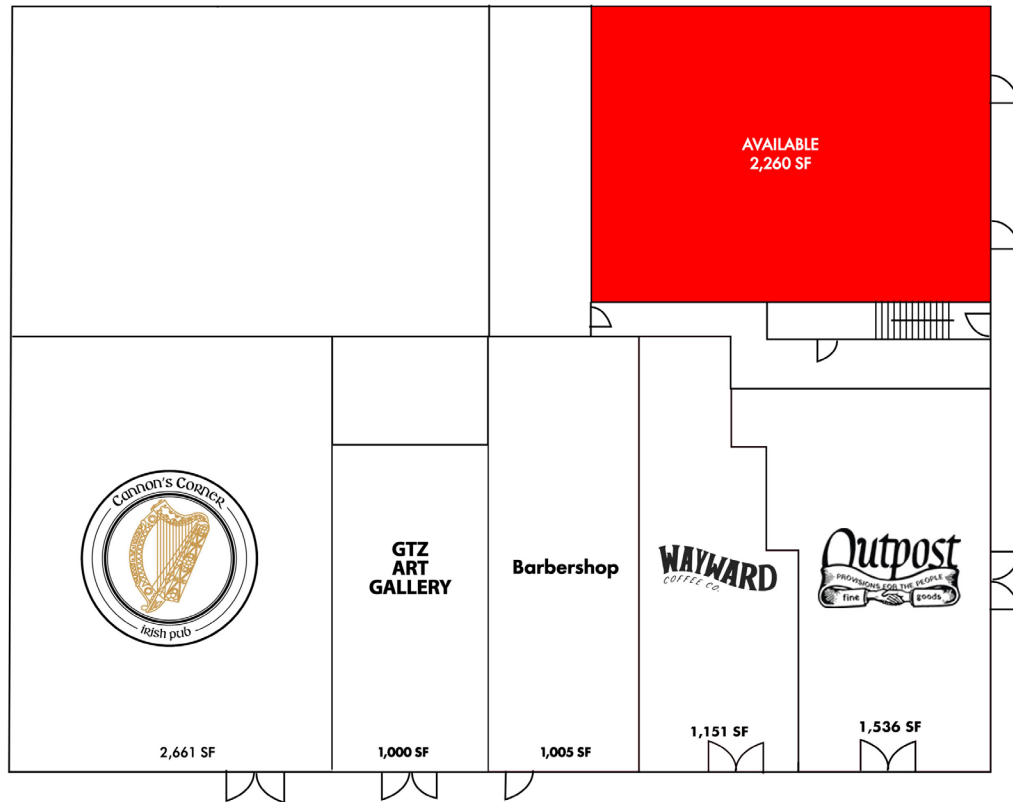 AVAILABLE
2,260 SF
Cannon's Corner
Irish pub
2,661 SF
GTZ
ART
GALLERY
1,000 SF
Barbershop
1,005 SF
WAYWARD
COFFEE CO.
1,151 SF
Outpost
PROVISIONS FOR THE PEOPLE
fine goods
1,536 SF